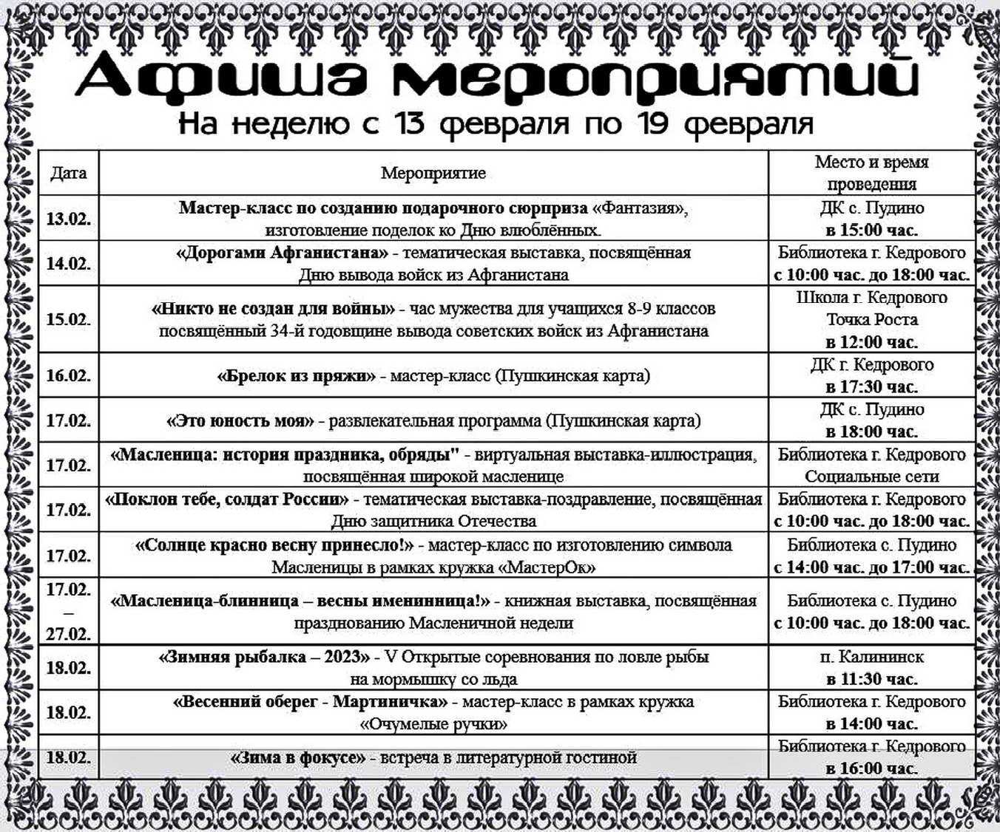 Афиша мероприятий
На неделю с 13 февраля по 19 февраля
Дата
Мероприятие
Место и время
проведения
13.02.
Мастер-класс по созданию подарочного сюрприза «Фантазия»,
изготовление поделок ко Дню влюблённых.
ДК с. Пудино
в 15:00 час.
14.02.
«Дорогами Афганистана» - тематическая выставка, посвящённая
Дню вывода войск из Афганистана
Библиотека г. Кедрового
с 10:00 час. до 18:00 час.
15.02.
«Никто не создан для войны» - час мужества для учащихся 8-9 классов
посвящённый 34-й годовщине вывода советских войск из Афганистана
Школа г. Кедрового
Точка Роста
в 12:00 час.
16.02.
«Брелок из пряжи» - мастер-класс (Пушкинская карта)
ДК г. Кедрового
в 17:30 час.
17.02.
«Это юность моя» - развлекательная программа (Пушкинская карта)
ДК с. Пудино
в 18:00 час.
17.02.
«Масленица: история праздника, обряды" - виртуальная выставка-иллюстрация,
посвящённая широкой масленице
Библиотека г. Кедрового
Социальные сети
17.02.
«Поклон тебе, солдат России» - тематическая выставка-поздравление, посвящённая
Дню защитника Отечества
Библиотека г. Кедрового
с 10:00 час. до 18:00 час.
17.02.
«Солнце красно весну принесло!» - мастер-класс по изготовлению символа
Масленицы в рамках кружка «МастерОк»
Библиотека с. Пудино
с 14:00 час. до 17:00 час.
17.02.
–
27.02.
«Масленица-блинница – весны именинница!» - книжная выставка, посвящённая
празднованию Масленичной недели
Библиотека с. Пудино
с 10:00 час. до 18:00 час.
18.02.
«Зимняя рыбалка – 2023» - V Открытые соревнования по ловле рыбы
на мормышку со льда
п. Калининск
в 11:30 час.
18.02.
«Весенний оберег - Мартиничка» - мастер-класс в рамках кружка
«Очумелые ручки»
Библиотека г. Кедрового
в 14:00 час.
18.02.
«Зима в фокусе» - встреча в литературной гостиной
Библиотека г. Кедрового
в 16:00 час.